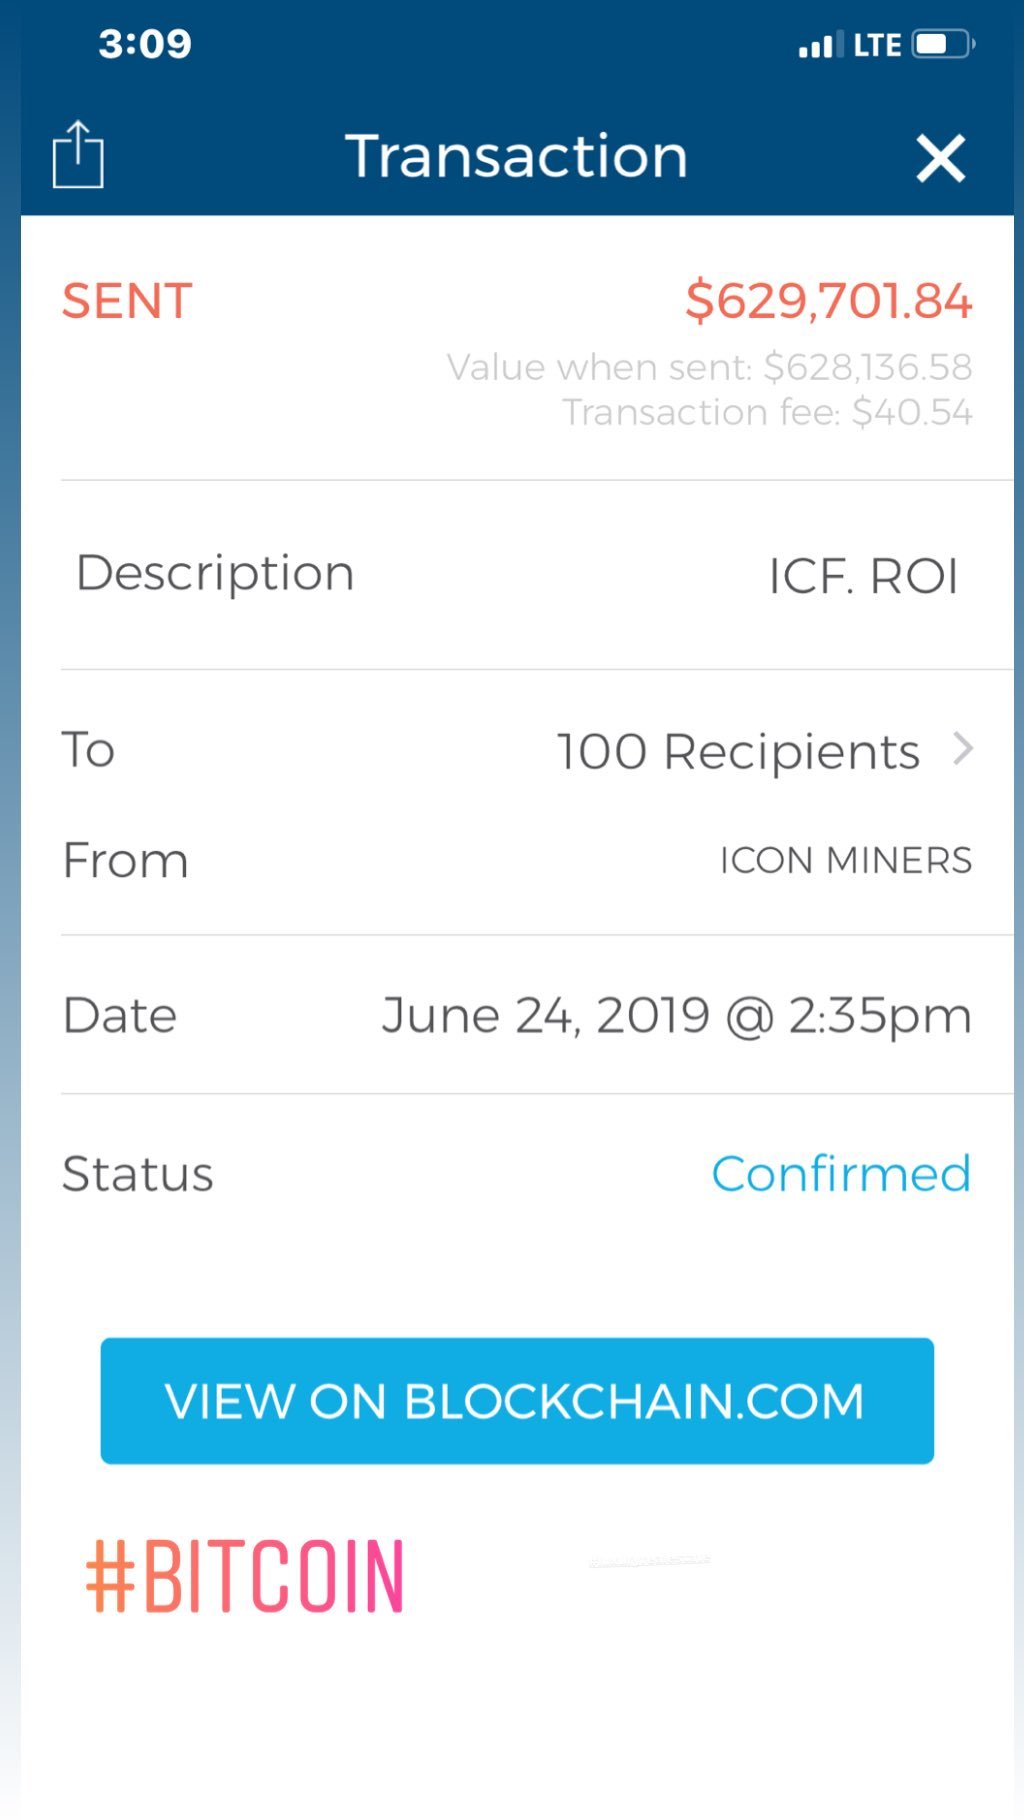 3:09 LTE
Transaction
SENT $629,701.84
Value when sent: $628,136.58
Transaction fee: $40.54
Description ICF. ROI
To 100 Recipients
From ICON MINERS
Date June 24, 2019 @ 2:35pm
Status Confirmed
VIEW ON BLOCKCHAIN.COM
#BITCOIN